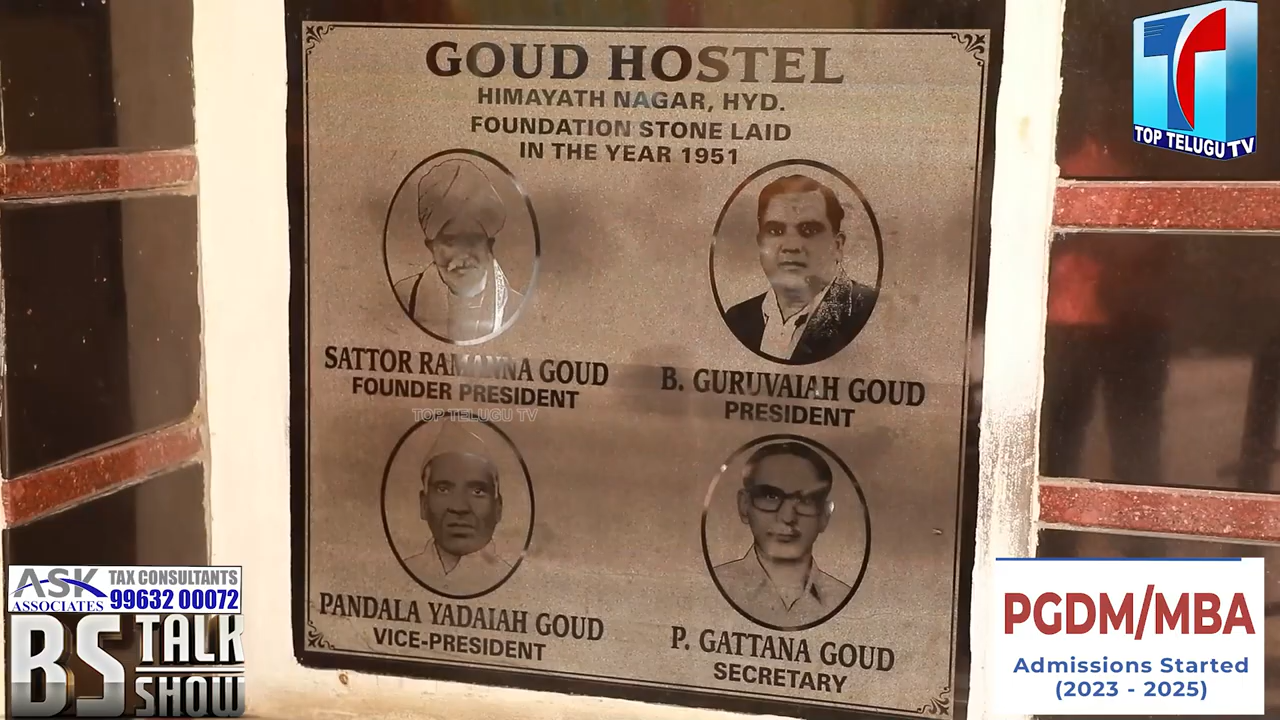 GOUD HOSTEL
HIMAYATH NAGAR, HYD.
FOUNDATION STONE LAID
IN THE YEAR 1951
SATTOR RAMANNA GOUD
FOUNDER PRESIDENT
B. GURUVAIAH GOUD
PRESIDENT
TOP TELUGU TV
PANDALA YADAIAH GOUD
VICE-PRESIDENT
P. GATTANA GOUD
SECRETARY
TOP TELUGU TV
ASK
ASSOCIATES
TAX CONSULTANTS
99632 00072
BS TALK
SHOW
PGDM/MBA
Admissions Started
(2023 - 2025)